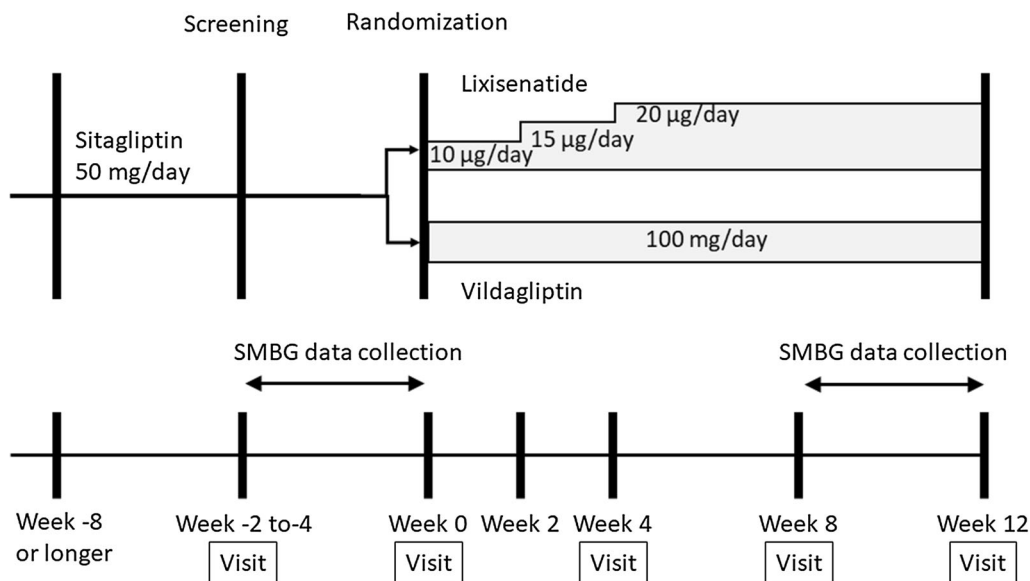 Screening
Randomization
Lixisenatide
Sitagliptin
50 mg/day
10 µg/day
15 µg/day
20 µg/day
100 mg/day
Vildagliptin
SMBG data collection
SMBG data collection
Week -8
or longer
Week -2 to-4
Week 0
Week 2
Week 4
Week 8
Week 12
Visit
Visit
Visit
Visit
Visit